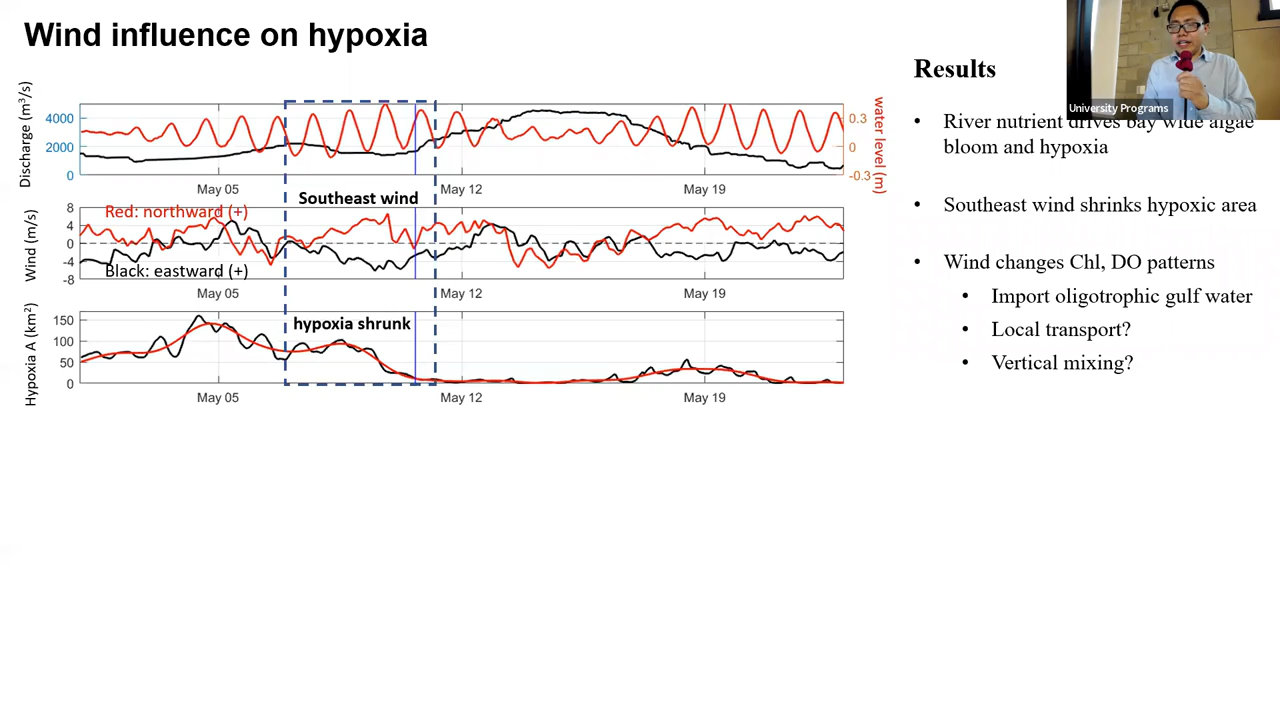 Wind influence on hypoxia
Discharge (m³/s)
4000
2000
0
0.3
0
-0.3
water level (m)
May 05
May 12
May 19
Southeast wind
Wind (m/s)
8
4
0
-4
-8
Red: northward (+)
Black: eastward (+)
May 05
May 12
May 19
hypoxia shrunk
Hypoxia A (km²)
150
100
50
0
May 05
May 12
May 19
Results
University Programs
• River nutrient drives bay wide algae
bloom and hypoxia
• Southeast wind shrinks hypoxic area
• Wind changes Chl, DO patterns
• Import oligotrophic gulf water
• Local transport?
• Vertical mixing?